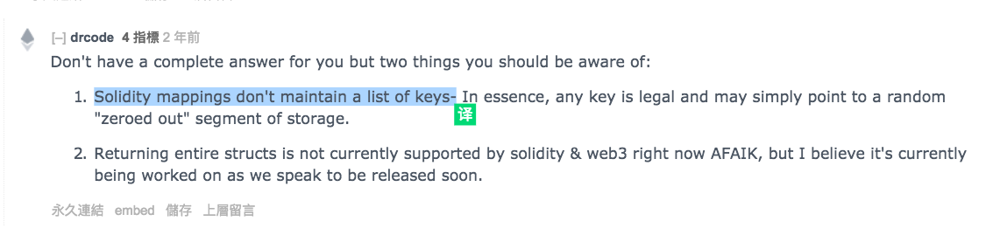 [–] drcode 4 指標 2 年前
Don't have a complete answer for you but two things you should be aware of:
1. Solidity mappings don't maintain a list of keys- In essence, any key is legal and may simply point to a random
"zeroed out" segment of storage.
译
2. Returning entire structs is not currently supported by solidity & web3 right now AFAIK, but I believe it's currently
being worked on as we speak to be released soon.
永久連結 embed 儲存 上層留言